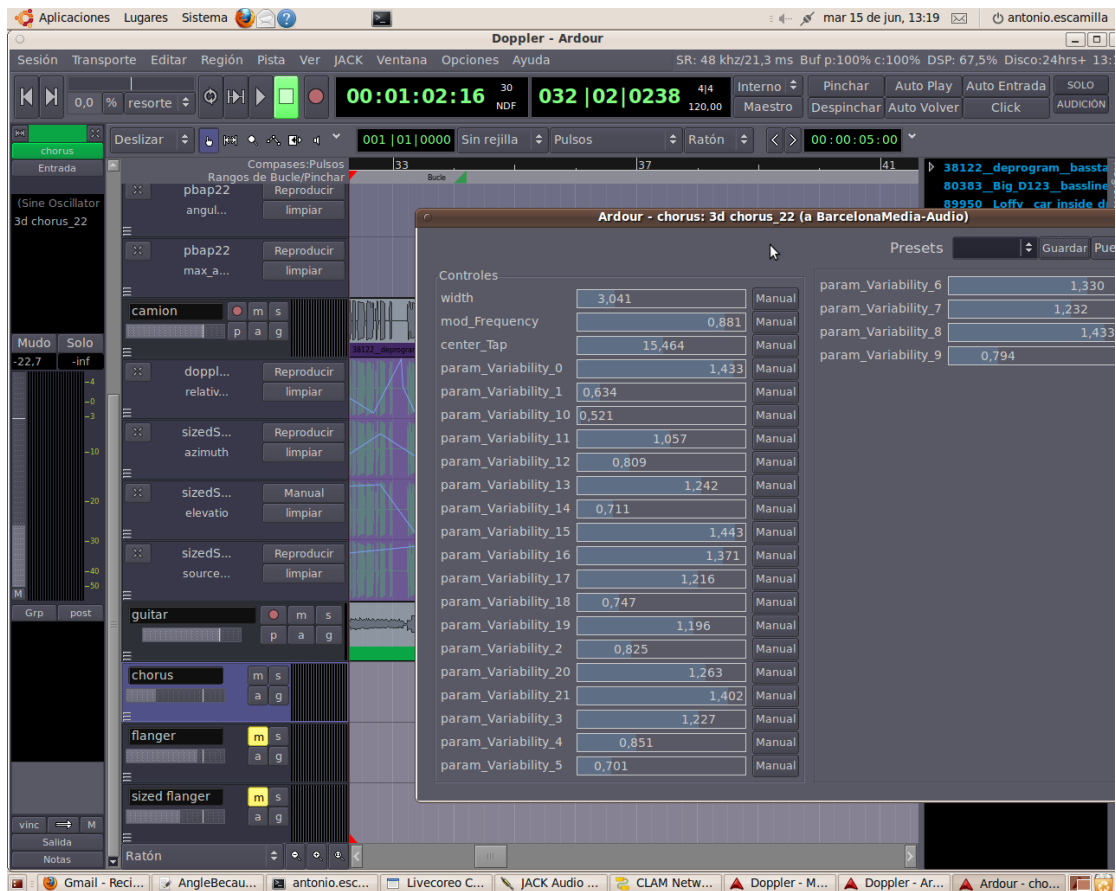 Aplicaciones Lugares Sistema mar 15 de jun, 13:19 antonio.escamilla
Doppler - Ardour
Sesión Transporte Editar Región Pista Ver JACK Ventana Opciones Ayuda SR: 48 khz/21,3 ms Buf p:100% c:100% DSP: 67,5% Disco:24hrs+
0,0 % resorte 00:01:02:16 30 NDF 032|02|0238 4|4 120,00
Interno Pinchar Auto Play Auto Entrada SOLO
Maestro Despinchar Auto Volver Click AUDICIÓN
chorus
Entrada
(Sine Oscillator
3d chorus_22
Mudo Solo
-22,7 -inf
-4
-0
-3
-10
-20
-30
-40
-50
M
Grp post
vinc M
Salida
Notas
Deslizar 001|01|0000 Sin rejilla Pulsos Ratón 00:00:05:00
Compases:Pulsos 33 37 41
Rangos de Bucle/Pinchar Bucle
pbap22 Reproducir
angul... limpiar
pbap22 Reproducir
max_a... limpiar
camion m s
p a g
doppl... Reproducir
relativ... limpiar
sizedS... Reproducir
azimuth limpiar
sizedS... Manual
elevatio limpiar
sizedS... Reproducir
source... limpiar
guitar m s
p a g
chorus m s
a g
flanger m s
a g
sized flanger m s
a g
Ratón
38122__deprogram__bassta
80383__Big_D123__bassline
89950__Loffy__car inside d
Ardour - chorus: 3d chorus_22 (a BarcelonaMedia-Audio)
Presets Guardar Pue
Controles
width 3,041 Manual
mod_Frequency 0,881 Manual
center_Tap 15,464 Manual
param_Variability_0 1,433 Manual
param_Variability_1 0,634 Manual
param_Variability_10 0,521 Manual
param_Variability_11 1,057 Manual
param_Variability_12 0,809 Manual
param_Variability_13 1,242 Manual
param_Variability_14 0,711 Manual
param_Variability_15 1,443 Manual
param_Variability_16 1,371 Manual
param_Variability_17 1,216 Manual
param_Variability_18 0,747 Manual
param_Variability_19 1,196 Manual
param_Variability_2 0,825 Manual
param_Variability_20 1,263 Manual
param_Variability_21 1,402 Manual
param_Variability_3 1,227 Manual
param_Variability_4 0,851 Manual
param_Variability_5 0,701 Manual
param_Variability_6 1,330
param_Variability_7 1,232
param_Variability_8 1,433
param_Variability_9 0,794
Gmail - Reci... AngleBecau... antonio.esc... Livecoreo C... JACK Audio ... CLAM Netw... Doppler - M... Doppler - Ar... Ardour - cho...